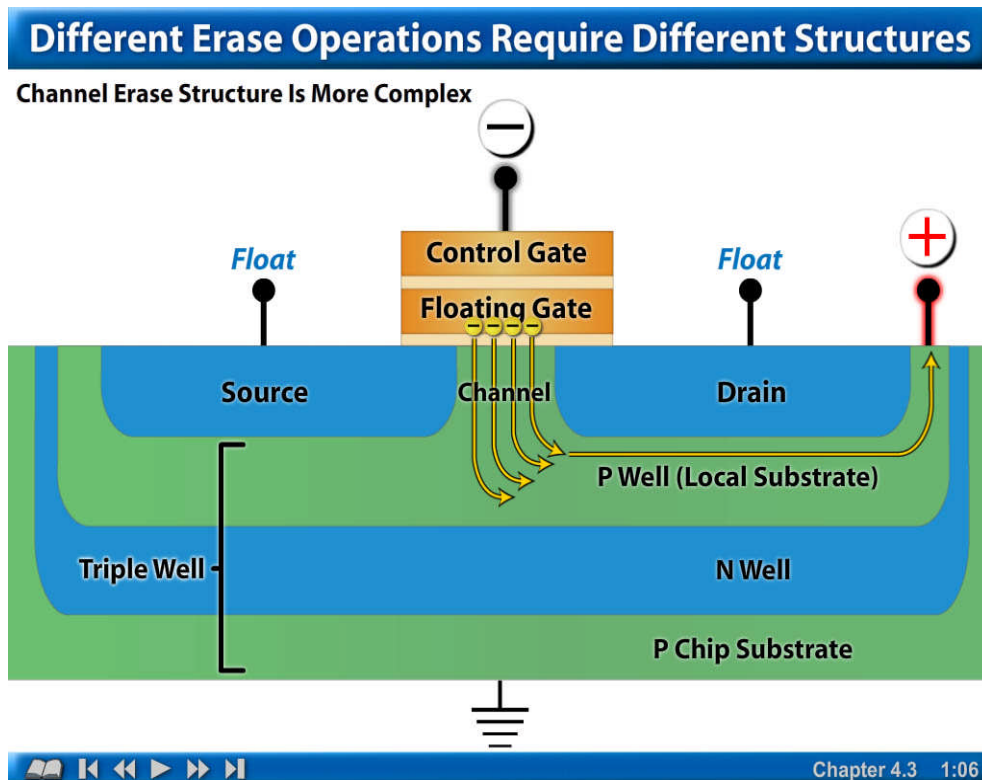 Different Erase Operations Require Different Structures
Channel Erase Structure Is More Complex
−
+
Float
Control Gate
Float
Floating Gate
− − − −
Source
Channel
Drain
P Well (Local Substrate)
Triple Well
N Well
P Chip Substrate
Chapter 4.3 1:06